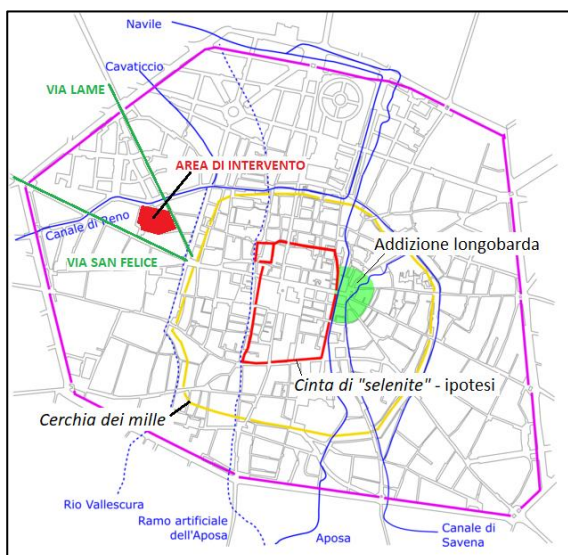 Navile
Cavaticcio
VIA LAME
AREA DI INTERVENTO
Canale di Reno
VIA SAN FELICE
Addizione longobarda
Cinta di "selenite" - ipotesi
Cerchia dei mille
Rio Vallescura
Ramo artificiale
dell'Aposa
Aposa
Canale di
Savena